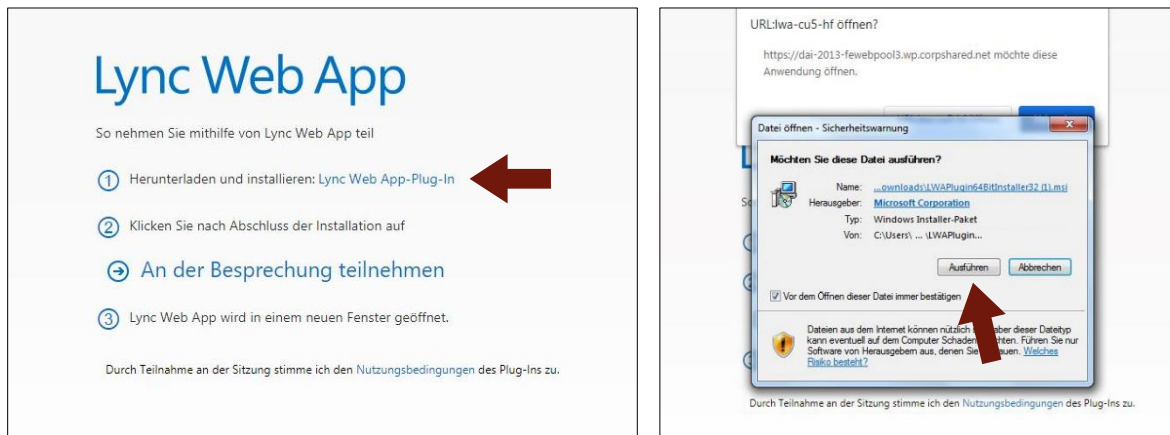 Lync Web App
So nehmen Sie mithilfe von Lync Web App teil
1 Herunterladen und installieren: Lync Web App-Plug-In
2 Klicken Sie nach Abschluss der Installation auf
An der Besprechung teilnehmen
3 Lync Web App wird in einem neuen Fenster geöffnet.
Durch Teilnahme an der Sitzung stimme ich den Nutzungsbedingungen des Plug-Ins zu.
URL:lwa-cu5-hf öffnen?
https://dai-2013-fewebpool3.wp.corpshared.net möchte diese
Anwendung öffnen.
Datei öffnen - Sicherheitswarnung
Möchten Sie diese Datei ausführen?
Name: ...ownloads\LWAPlugin64BitInstaller32 (1).msi
Herausgeber: Microsoft Corporation
Typ: Windows Installer-Paket
Von: C:\Users\ ... \LWAPlugin...
Ausführen Abbrechen
Vor dem Öffnen dieser Datei immer bestätigen
Dateien aus dem Internet können nützlich aber dieser Dateityp
kann eventuell auf dem Computer Schaden Führen Sie nur
Software von Herausgebern aus, denen Sie Welches
Risiko besteht?
Durch Teilnahme an der Sitzung stimme ich den Nutzungsbedingungen des Plug-Ins zu.